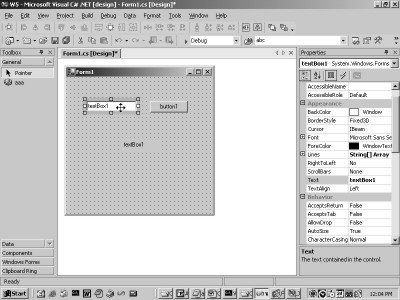 WS - Microsoft Visual C# .NET [design] - Form1.cs [Design]*
File Edit View Project Build Debug Data Format Tools Window Help
Debug abc
Toolbox
General
Pointer
aaa
Data
Components
Windows Forms
Clipboard Ring
Form1.cs [Design]*
Form1
textBox1
button1
textBox1
Properties
textBox1 System.Windows.Forms
AccessibleName
AccessibleRole Default
Appearance
BackColor Window
BorderStyle Fixed3D
Cursor IBeam
Font Microsoft Sans Se
ForeColor WindowText
Lines String[] Array
RightToLeft No
ScrollBars None
Text textBox1
TextAlign Left
Behavior
AcceptsReturn False
AcceptsTab False
AllowDrop False
AutoSize True
CharacterCasing Normal
Text
The text contained in the control.
Ready
Start
12:04 PM